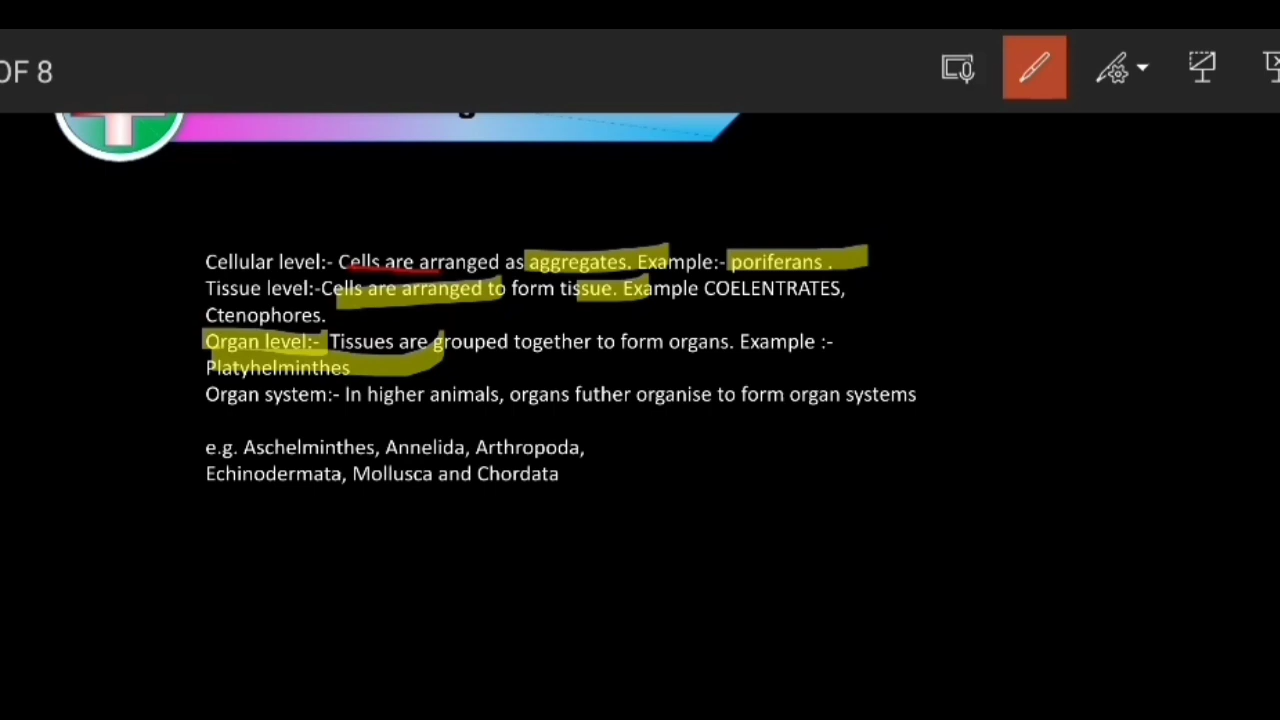 OF 8
Cellular level:- Cells are arranged as aggregates. Example:- poriferans .
Tissue level:-Cells are arranged to form tissue. Example COELENTRATES,
Ctenophores.
Organ level:- Tissues are grouped together to form organs. Example :-
Platyhelminthes
Organ system:- In higher animals, organs futher organise to form organ systems
e.g. Aschelminthes, Annelida, Arthropoda,
Echinodermata, Mollusca and Chordata